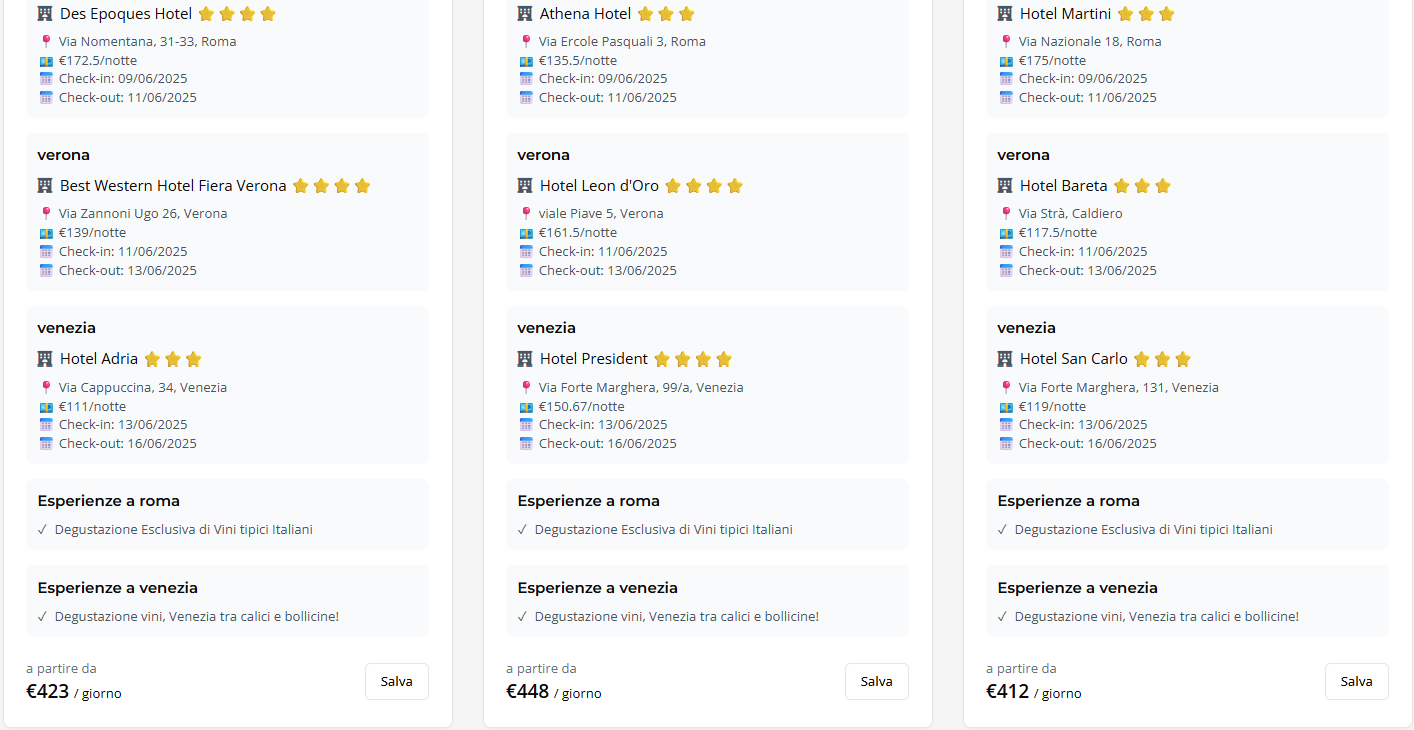 Des Epoques Hotel
Via Nomentana, 31-33, Roma
€172.5/notte
Check-in: 09/06/2025
Check-out: 11/06/2025
verona
Best Western Hotel Fiera Verona
Via Zannoni Ugo 26, Verona
€139/notte
Check-in: 11/06/2025
Check-out: 13/06/2025
venezia
Hotel Adria
Via Cappuccina, 34, Venezia
€111/notte
Check-in: 13/06/2025
Check-out: 16/06/2025
Esperienze a roma
✓ Degustazione Esclusiva di Vini tipici Italiani
Esperienze a venezia
✓ Degustazione vini, Venezia tra calici e bollicine!
a partire da
€423 / giorno
Salva
Athena Hotel
Via Ercole Pasquali 3, Roma
€135.5/notte
Check-in: 09/06/2025
Check-out: 11/06/2025
verona
Hotel Leon d'Oro
viale Piave 5, Verona
€161.5/notte
Check-in: 11/06/2025
Check-out: 13/06/2025
venezia
Hotel President
Via Forte Marghera, 99/a, Venezia
€150.67/notte
Check-in: 13/06/2025
Check-out: 16/06/2025
Esperienze a roma
✓ Degustazione Esclusiva di Vini tipici Italiani
Esperienze a venezia
✓ Degustazione vini, Venezia tra calici e bollicine!
a partire da
€448 / giorno
Salva
Hotel Martini
Via Nazionale 18, Roma
€175/notte
Check-in: 09/06/2025
Check-out: 11/06/2025
verona
Hotel Bareta
Via Strà, Caldiero
€117.5/notte
Check-in: 11/06/2025
Check-out: 13/06/2025
venezia
Hotel San Carlo
Via Forte Marghera, 131, Venezia
€119/notte
Check-in: 13/06/2025
Check-out: 16/06/2025
Esperienze a roma
✓ Degustazione Esclusiva di Vini tipici Italiani
Esperienze a venezia
✓ Degustazione vini, Venezia tra calici e bollicine!
a partire da
€412 / giorno
Salva